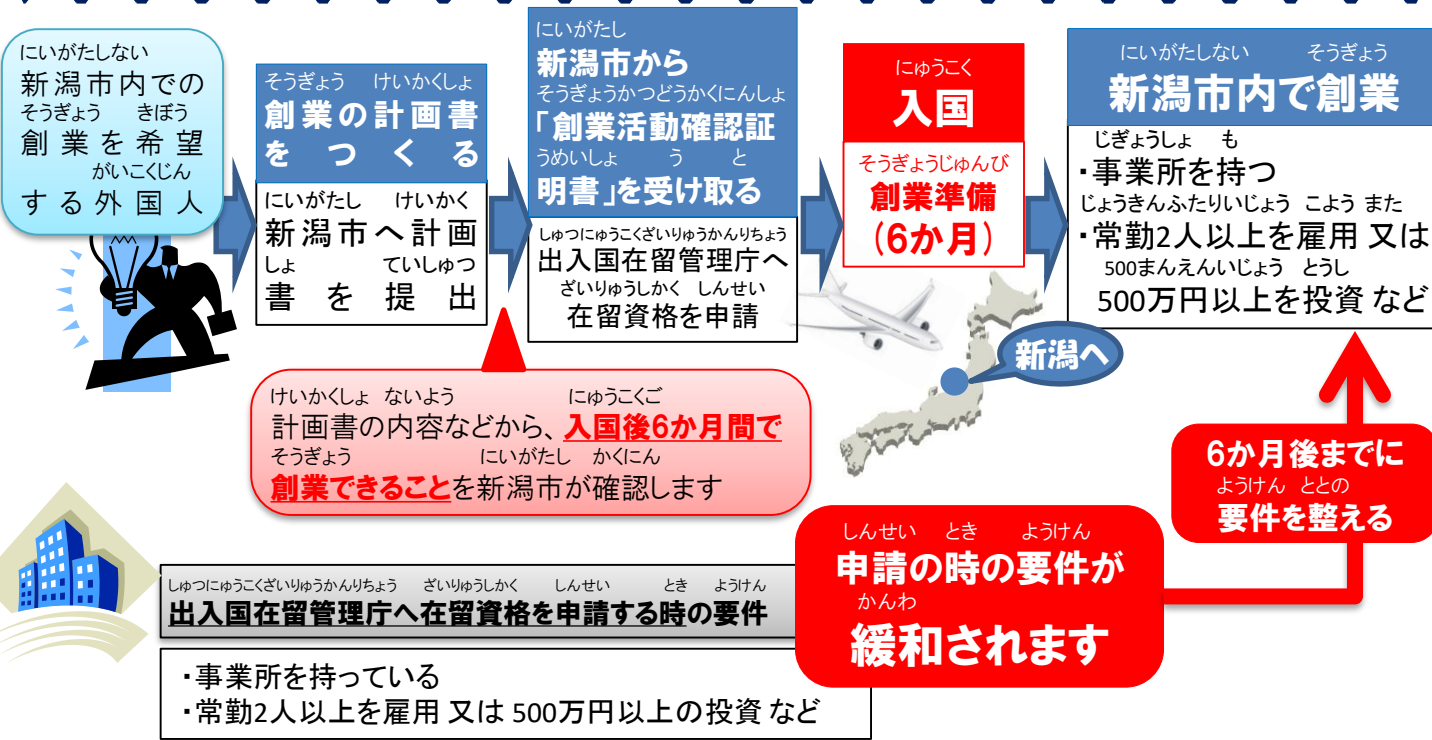 にいがたしない
新潟市内での
そうぎょう きぼう
創業を希望
がいこくじん
する外国人
そうぎょう けいかくしょ
創業の計画書
をつくる
にいがたし けいかく
新潟市へ計画
しょ ていしゅつ
書を提出
にいがたし
新潟市から
そうぎょうかつどうかくにんしょ
「創業活動確認証
うめいしょ う と
明書」を受け取る
しゅつにゅうこくざいりゅうかんりちょう
出入国在留管理庁へ
ざいりゅうしかく しんせい
在留資格を申請
にゅうこく
入国
そうぎょうじゅんび
創業準備
(6か月)
にいがたしない そうぎょう
新潟市内で創業
じぎょうしょ も
・事業所を持つ
じょうきんふたりいじょう こよう また
・常勤2人以上を雇用 又は
500まんえんいじょう とうし
500万円以上を投資 など
新潟へ
けいかくしょ ないよう にゅうこくご
計画書の内容などから、入国後6か月間で
そうぎょう にいがたし かくにん
創業できることを新潟市が確認します
6か月後までに
ようけん ととの
要件を整える
しんせい とき ようけん
申請の時の要件が
かんわ
緩和されます
しゅつにゅうこくざいりゅうかんりちょう ざいりゅうしかく しんせい とき ようけん
出入国在留管理庁へ在留資格を申請する時の要件
・事業所を持っている
・常勤2人以上を雇用 又は 500万円以上の投資 など